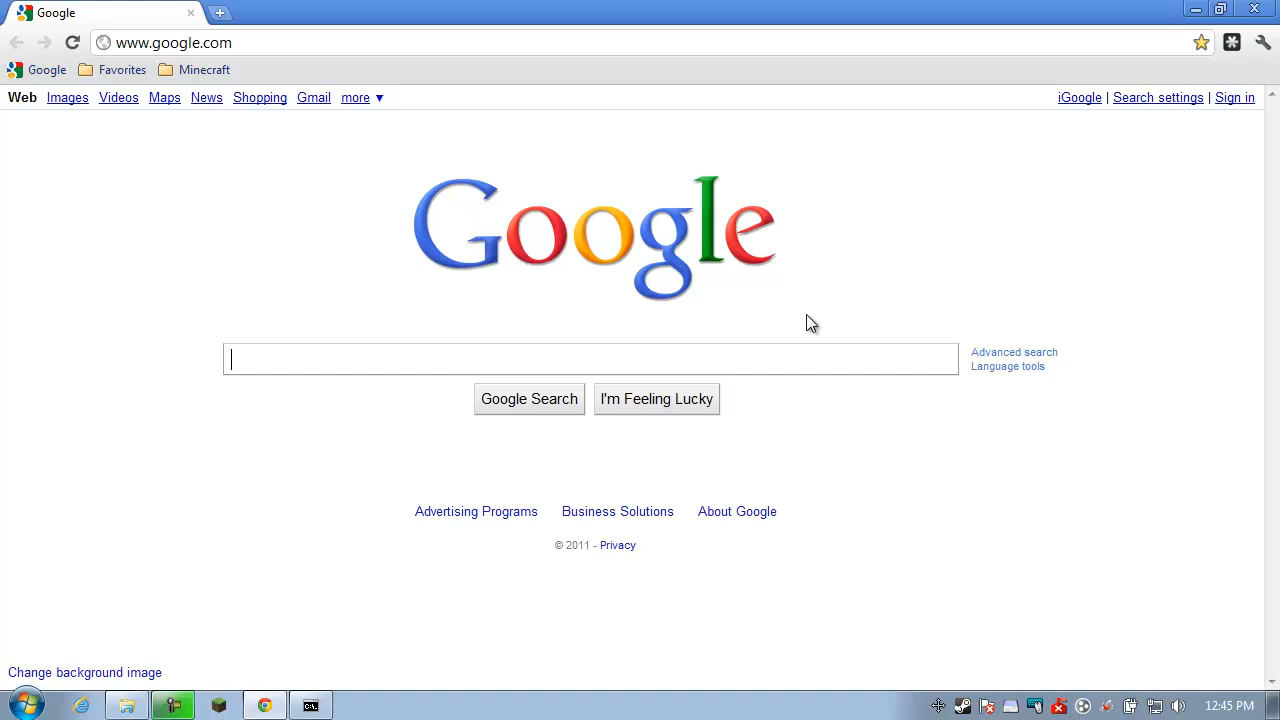 Google
www.google.com
Google Favorites Minecraft
Web Images Videos Maps News Shopping Gmail more ▼ iGoogle | Search settings | Sign in
Google
Advanced search
Language tools
Google Search I'm Feeling Lucky
Advertising Programs Business Solutions About Google
© 2011 - Privacy
Change background image
C:\.
12:45 PM